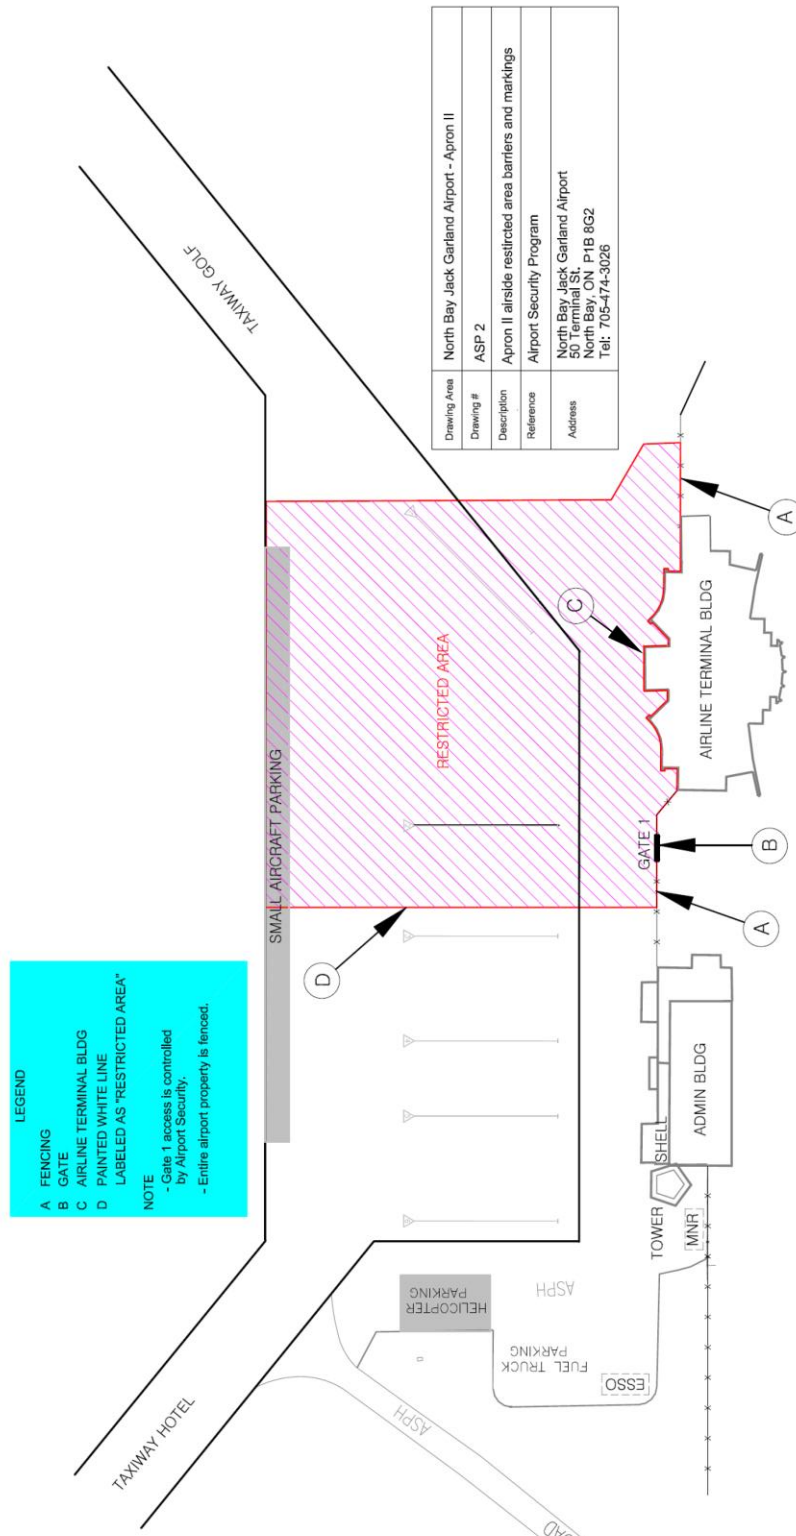 LEGEND
A FENCING
B GATE
C AIRLINE TERMINAL BLDG
D PAINTED WHITE LINE
LABELED AS "RESTRICTED AREA"
NOTE
- Gate 1 access is controlled
by Airport Security.
- Entire airport property is fenced.
TAXIWAY GOLF
Drawing Area North Bay Jack Garland Airport - Apron II
Drawing # ASP 2
Description Apron II airside restircted area barriers and markings
Reference Airport Security Program
Address North Bay Jack Garland Airport
50 Terminal St.
North Bay, ON P1B 8G2
Tel: 705-474-3026
SMALL AIRCRAFT PARKING
RESTRICTED AREA
D
C
A
AIRLINE TERMINAL BLDG
GATE 1
B
A
ADMIN BLDG
SHELL
TOWER
MNR
TAXIWAY HOTEL
HELICOPTER
PARKING
ASPH
FUEL TRUCK
PARKING
ESSO
ASPH